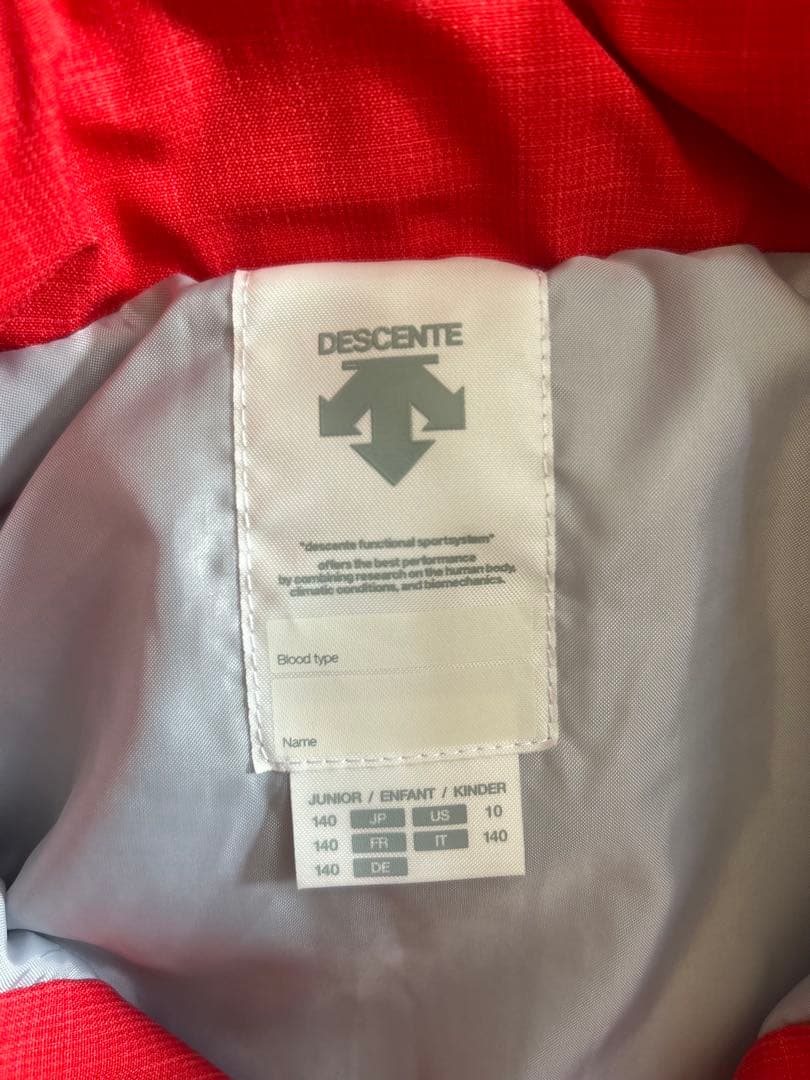 DESCENTE
"descente functional sportsystem"
offers the best performance
by combining research on the human body,
climatic conditions, and biomechanics.
Blood type
Name
JUNIOR / ENFANT / KINDER
140 JP US 10
140 FR IT 140
140 DE